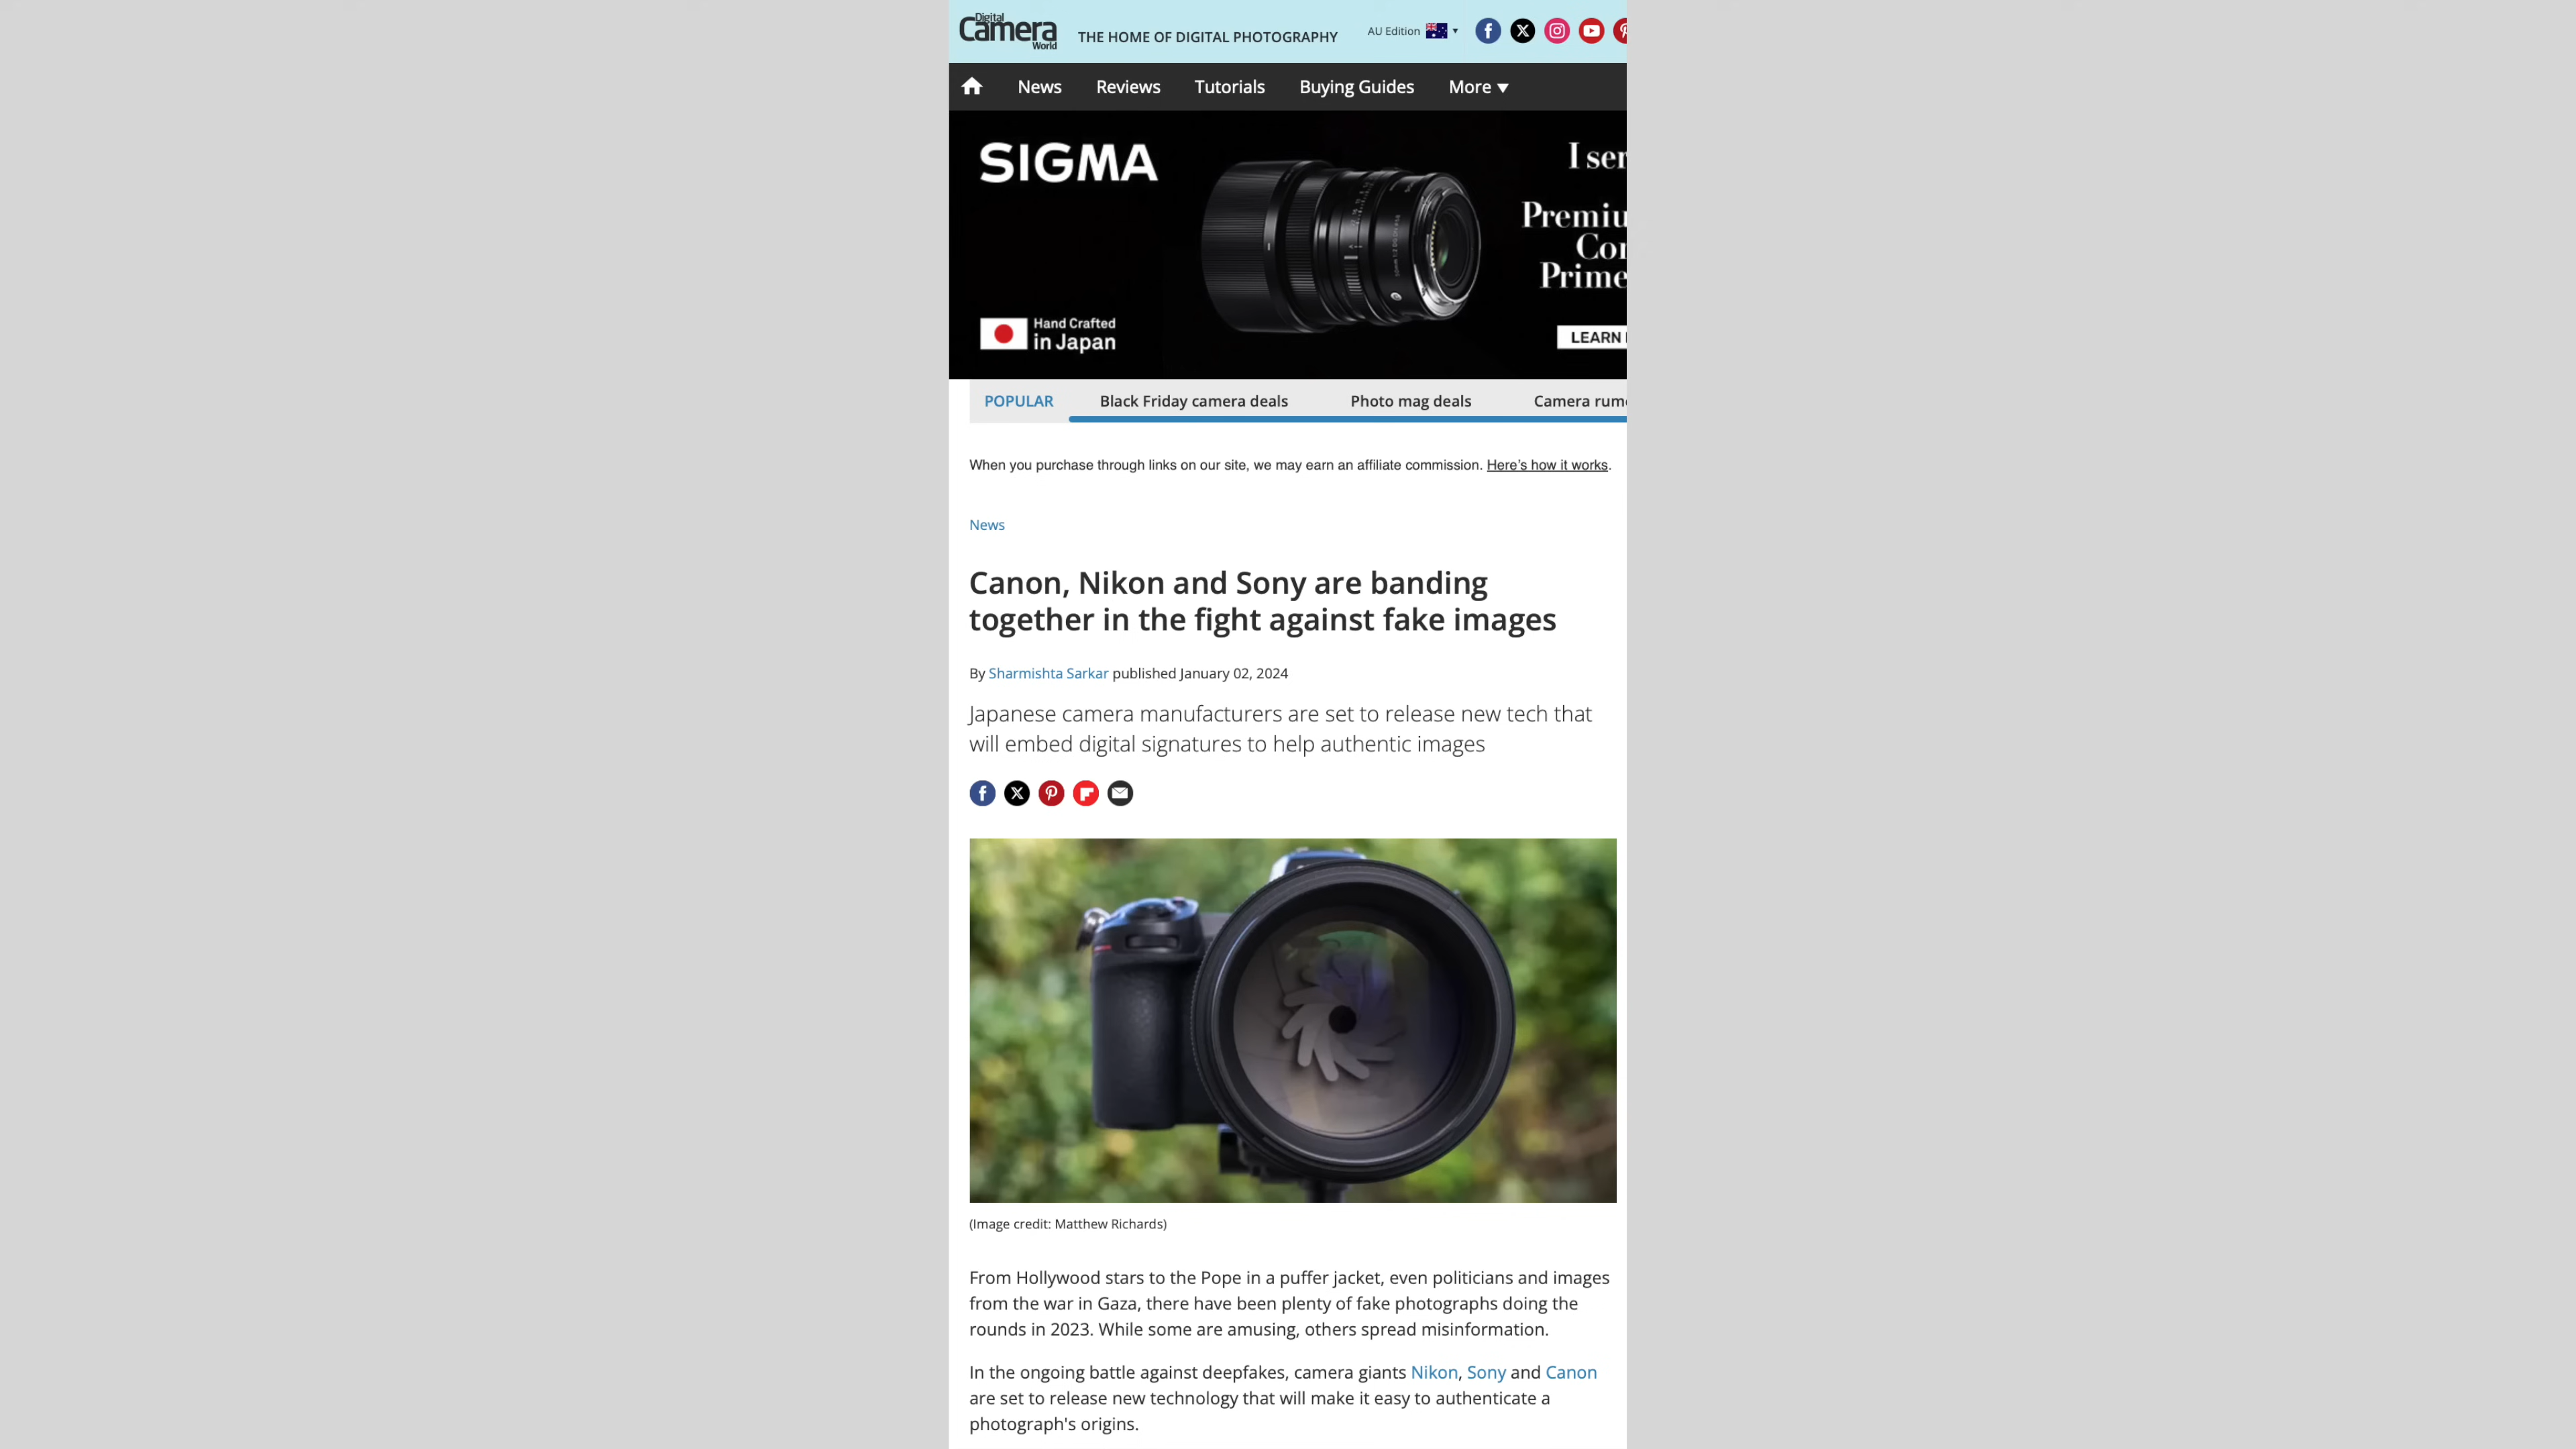 Digital
Camera
World
THE HOME OF DIGITAL PHOTOGRAPHY
AU Edition
News Reviews Tutorials Buying Guides More
SIGMA
I ser
Premiu
Cor
Prime
Hand Crafted
in Japan
LEARN
POPULAR Black Friday camera deals Photo mag deals Camera rum
When you purchase through links on our site, we may earn an affiliate commission. Here's how it works.
News
Canon, Nikon and Sony are banding
together in the fight against fake images
By Sharmishta Sarkar published January 02, 2024
Japanese camera manufacturers are set to release new tech that
will embed digital signatures to help authentic images
(Image credit: Matthew Richards)
From Hollywood stars to the Pope in a puffer jacket, even politicians and images
from the war in Gaza, there have been plenty of fake photographs doing the
rounds in 2023. While some are amusing, others spread misinformation.
In the ongoing battle against deepfakes, camera giants Nikon, Sony and Canon
are set to release new technology that will make it easy to authenticate a
photograph's origins.